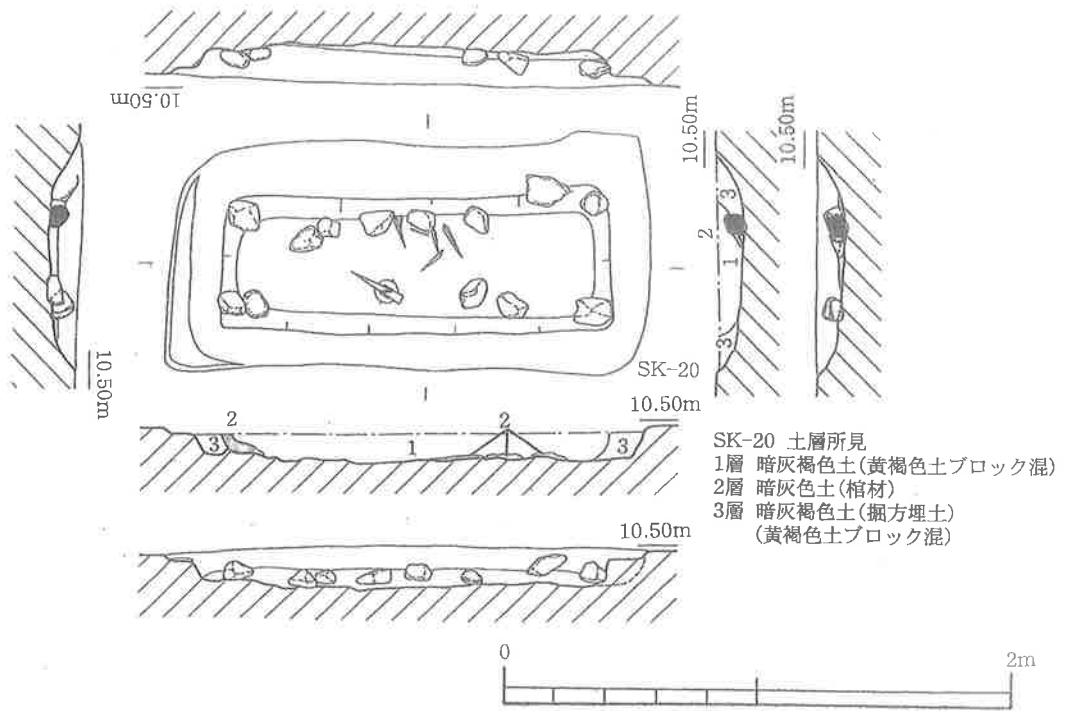 10.50m
10.50m
10.50m
3
2
1
3
10.50m
SK-20
10.50m
2
2
3
1
3
SK-20 土層所見
1層 暗灰褐色土(黄褐色土ブロック混)
2層 暗灰色土(棺材)
3層 暗灰褐色土(掘方埋土)
(黄褐色土ブロック混)
10.50m
0
2m